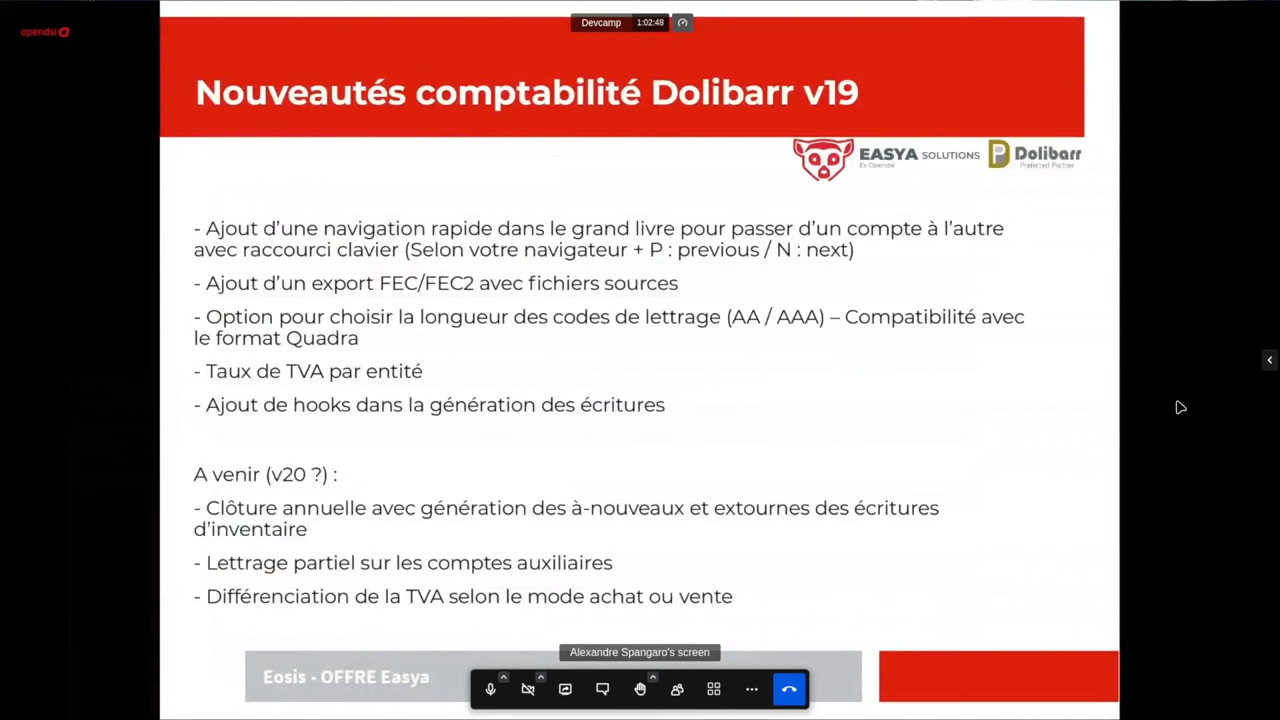 opendsi
Devcamp 1:02:48
Nouveautés comptabilité Dolibarr v19
EASYA SOLUTIONS
Ex Opendsi
Dolibarr
Preferred Partner
- Ajout d’une navigation rapide dans le grand livre pour passer d’un compte à l’autre
avec raccourci clavier (Selon votre navigateur + P : previous / N : next)
- Ajout d’un export FEC/FEC2 avec fichiers sources
- Option pour choisir la longueur des codes de lettrage (AA / AAA) – Compatibilité avec
le format Quadra
- Taux de TVA par entité
- Ajout de hooks dans la génération des écritures
A venir (v20 ?) :
- Clôture annuelle avec génération des à-nouveaux et extournes des écritures
d’inventaire
- Lettrage partiel sur les comptes auxiliaires
- Différenciation de la TVA selon le mode achat ou vente
Alexandre Spangaro's screen
Eosis - OFFRE Easya